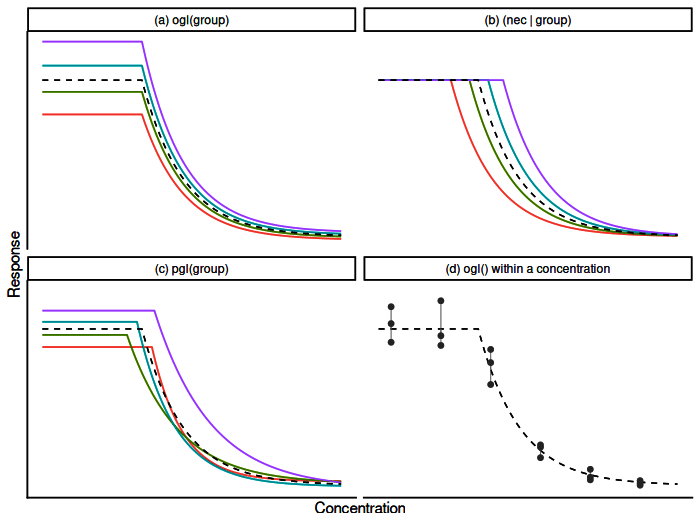 (a) ogl(group)
(b) (nec | group)
(c) pgl(group)
(d) ogl() within a concentration
Response
Concentration